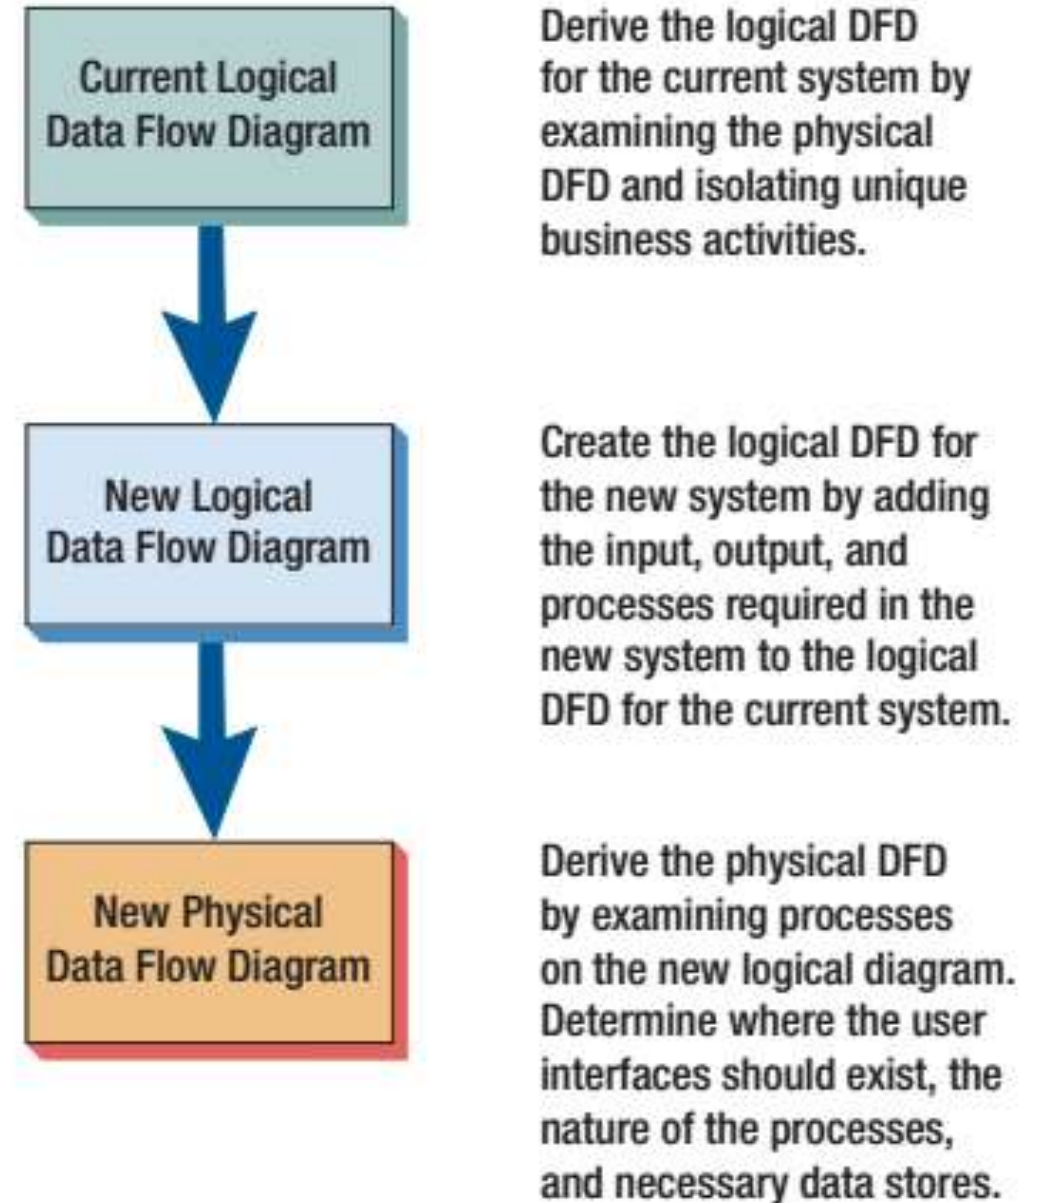 Current Logical
Data Flow Diagram
Derive the logical DFD
for the current system by
examining the physical
DFD and isolating unique
business activities.
New Logical
Data Flow Diagram
Create the logical DFD for
the new system by adding
the input, output, and
processes required in the
new system to the logical
DFD for the current system.
New Physical
Data Flow Diagram
Derive the physical DFD
by examining processes
on the new logical diagram.
Determine where the user
interfaces should exist, the
nature of the processes,
and necessary data stores.